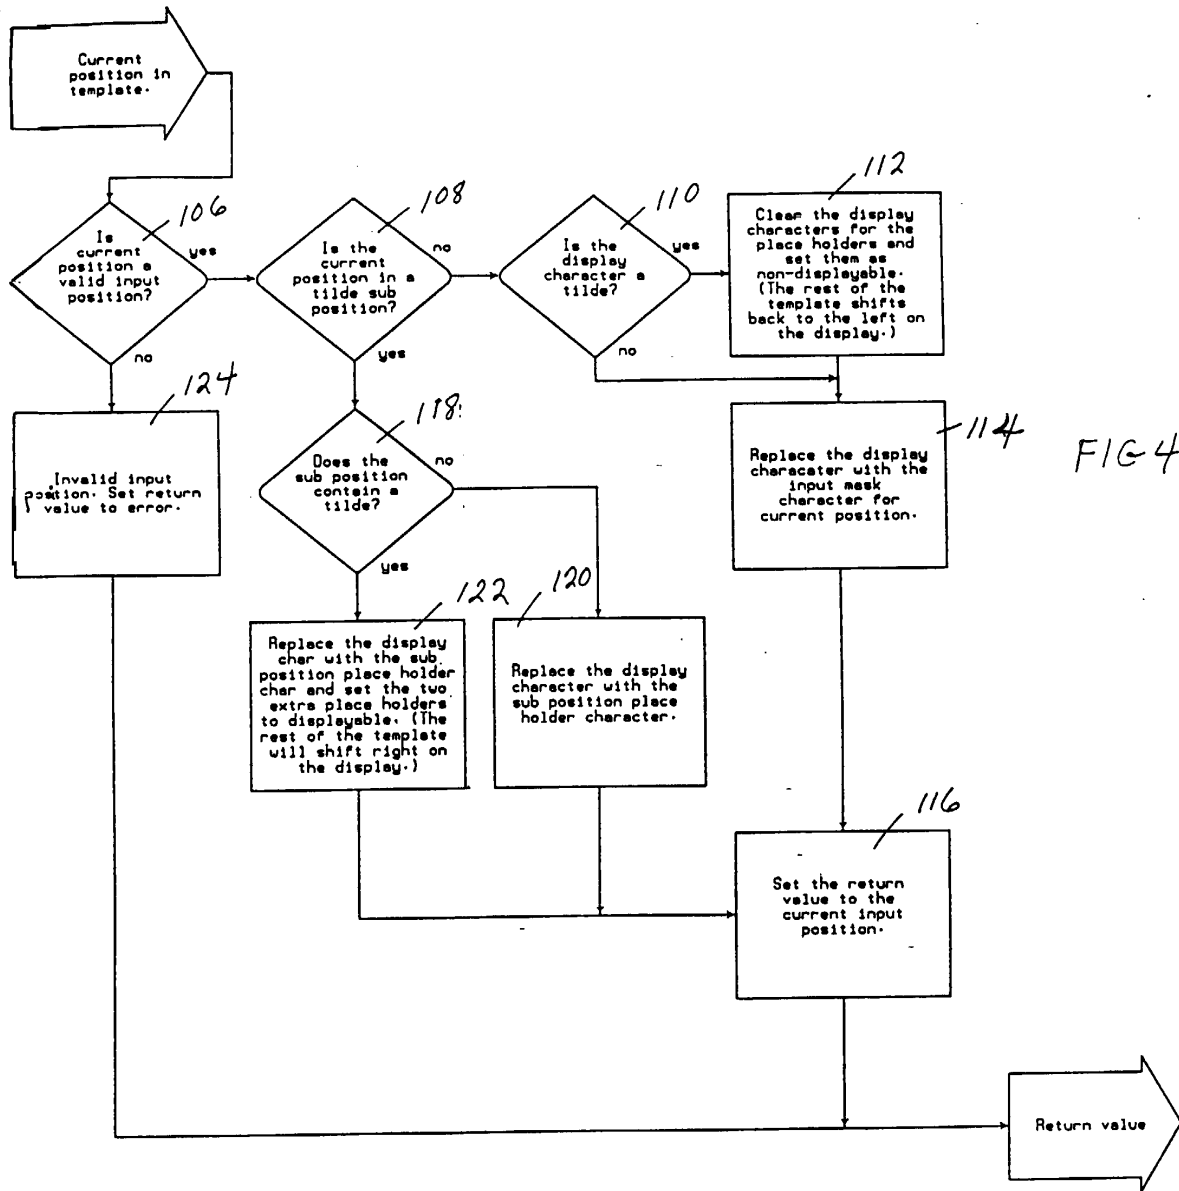 Current
position in
template.
106
Is
current
position a
valid input
position?
yes
no
108
Is the
current
position in a
tilde sub
position?
no
yes
110
Is the
display
character a
tilde?
yes
no
112
Clear the display
characters for the
place holders and
set them as
non-displayable.
(The rest of the
template shifts
back to the left on
the display.)
124
Invalid input
position. Set return
value to error.
118
Does the
sub position
contain a
tilde?
no
yes
114
Replace the display
characater with the
input mask
character for
current position.
FIG 4
122
Replace the display
char with the sub
position place holder
char and set the two
extra place holders
to displayable. (The
rest of the template
will shift right on
the display.)
120
Replace the display
character with the
sub position place
holder character.
116
Set the return
value to the
current input
position.
Return value